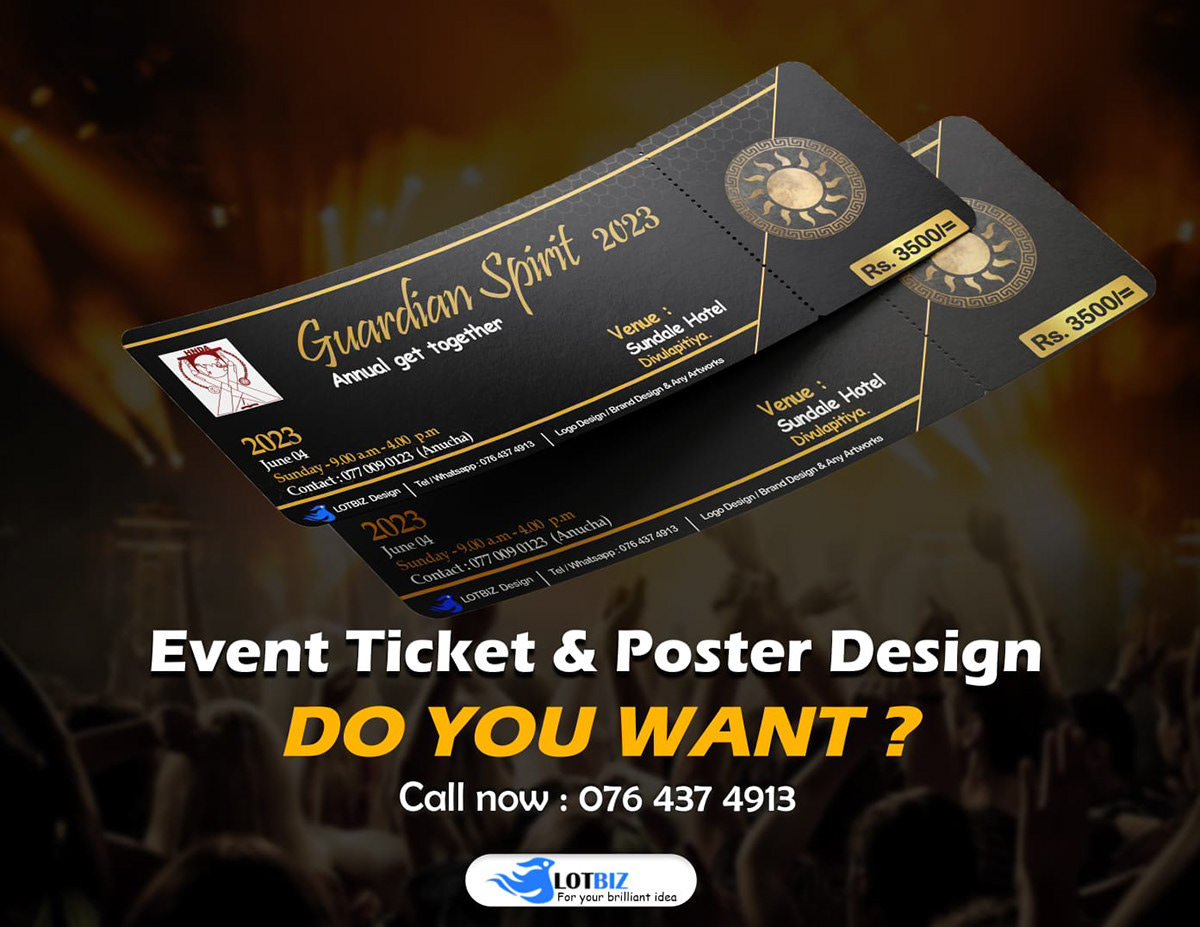 Guardian Spirit 2023
Annual get together
Venue :
Sundale Hotel
Divulapitiya.
Rs. 3500/=
2023
June 04
Sunday - 9.00 a.m - 4.00 p.m
Contact : 077 009 0123 (Anucha)
LOTBIZ Design | Tel / Whatsapp : 076 437 4913 | Logo Design / Brand Design & Any Artworks
Rs. 3500/=
Venue :
Sundale Hotel
Divulapitiya.
2023
June 04
Sunday - 9.00 a.m - 4.00 p.m
Contact : 077 009 0123 (Anucha)
LOTBIZ Design | Tel / Whatsapp : 076 437 4913 | Logo Design / Brand Design & Any Artworks
Event Ticket & Poster Design
DO YOU WANT ?
Call now : 076 437 4913
LOTBIZ
For your brilliant idea